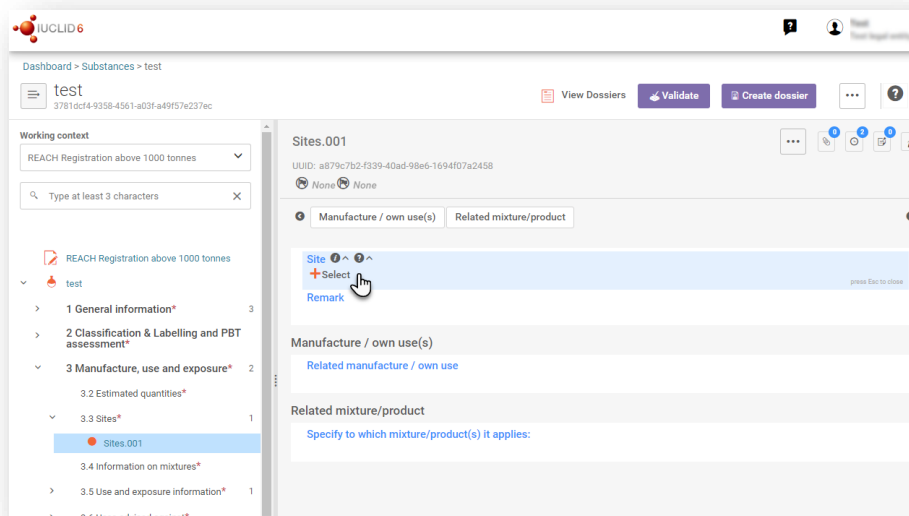 IUCLID6
Dashboard > Substances > test
test
3781dcf4-9358-4561-a03f-a49f57e237ec
View Dossiers
Validate
Create dossier
Working context
REACH Registration above 1000 tonnes
Type at least 3 characters
REACH Registration above 1000 tonnes
test
1 General information* 3
2 Classification & Labelling and PBT
assessment*
3 Manufacture, use and exposure* 2
3.2 Estimated quantities*
3.3 Sites* 1
Sites.001
3.4 Information on mixtures*
3.5 Use and exposure information* 1
Sites.001
0 2 0
UUID: a879c7b2-f339-40ad-98e6-1694f07a2458
None None
Manufacture / own use(s)
Related mixture/product
Site
Select
press Esc to close
Remark
Manufacture / own use(s)
Related manufacture / own use
Related mixture/product
Specify to which mixture/product(s) it applies: